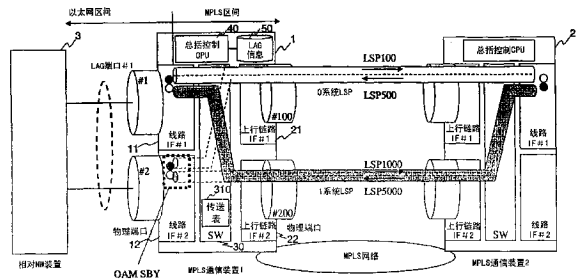 以太网区间
MPLS区间
3
40
50
1
2
总括控制
CPU
LAG
信息
总括控制CPU
LSP100
LAG端口#1
#1
0系统LSP
LSP500
#100
线路
IF#1
上行链路
IF#1
21
上行链路
IF#1
线路
IF#1
11
#2
310
LSP1000
1系统LSP
LSP5000
传送
表
上行链路
IF#2
#200
物理端口
上行链路
IF#2
线路
IF#2
物理端口
12
线路
IF#2
SW
30
22
SW
相对NW装置
OAM SBY
MPLS通信装置1
MPLS网络
MPLS通信装置2